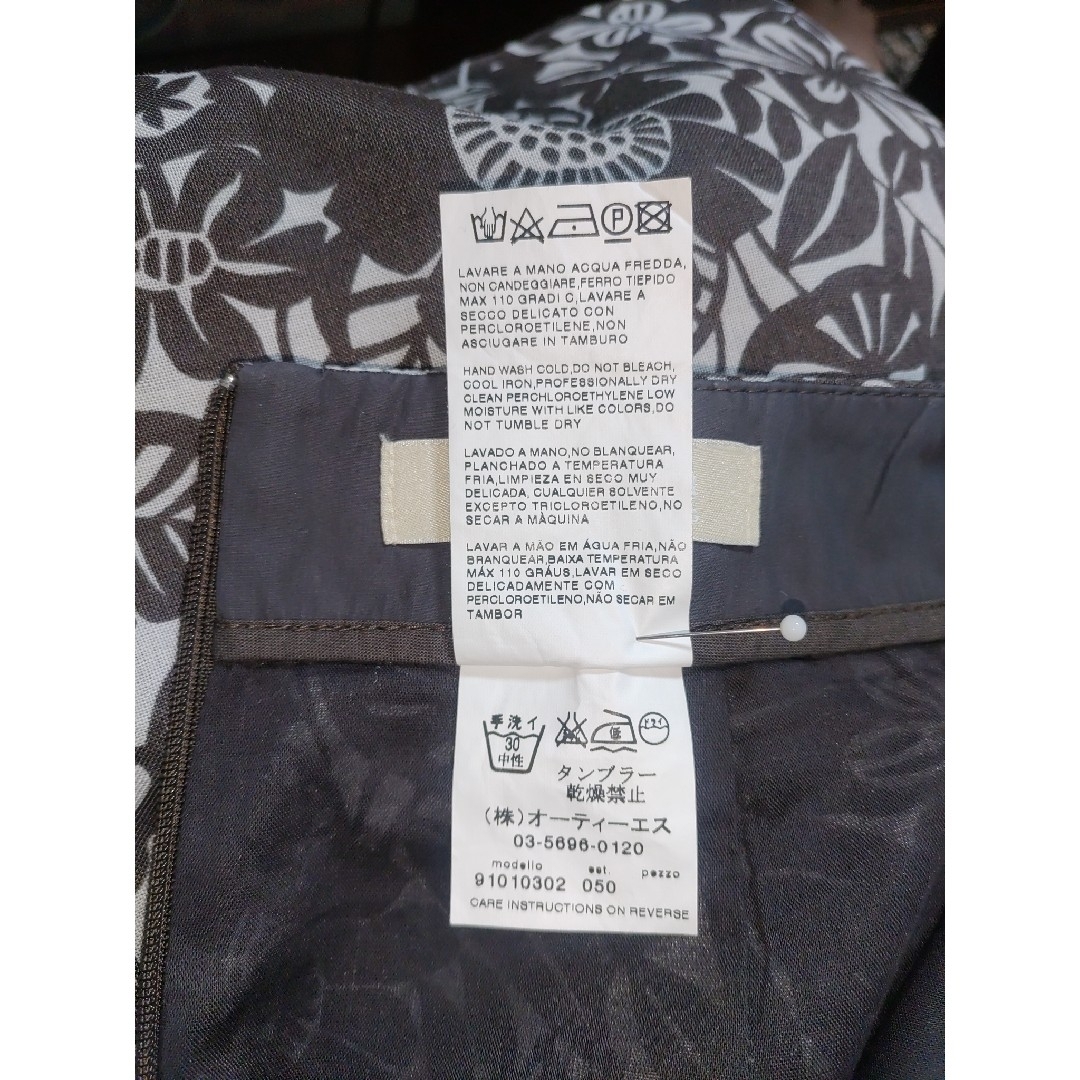 P
LAVARE A MANO ACQUA FREDDA,
NON CANDEGGIARE,FERRO TIEPIDO
MAX 110 GRADI C,LAVARE A
SECCO DELICATO CON
PERCLOROETILENE,NON
ASCIUGARE IN TAMBURO
HAND WASH COLD,DO NOT BLEACH,
COOL IRON,PROFESSIONALLY DRY
CLEAN PERCHLOROETHYLENE LOW
MOISTURE WITH LIKE COLORS,DO
NOT TUMBLE DRY
LAVADO A MANO,NO BLANQUEAR,
PLANCHADO A TEMPERATURA
FRIA,LIMPIEZA EN SECO MUY
DELICADA, CUALQUIER SOLVENTE
EXCEPTO TRICLOROETILENO,NO
SECAR A MÀQUINA
LAVAR A MÃO EM ÁGUA FRIA,NÃO
BRANQUEAR,BAIXA TEMPERATURA
MÁX 110 GRÁUS,LAVAR EM SECO
DELICADAMENTE COM
PERCLOROETILENO,NÃO SECAR EM
TAMBOR
手洗イ
30
中性
低
ドライ
タンブラー
乾燥禁止
(株)オーティーエス
03-5696-0120
modello est. pezzo
91010302 050
CARE INSTRUCTIONS ON REVERSE